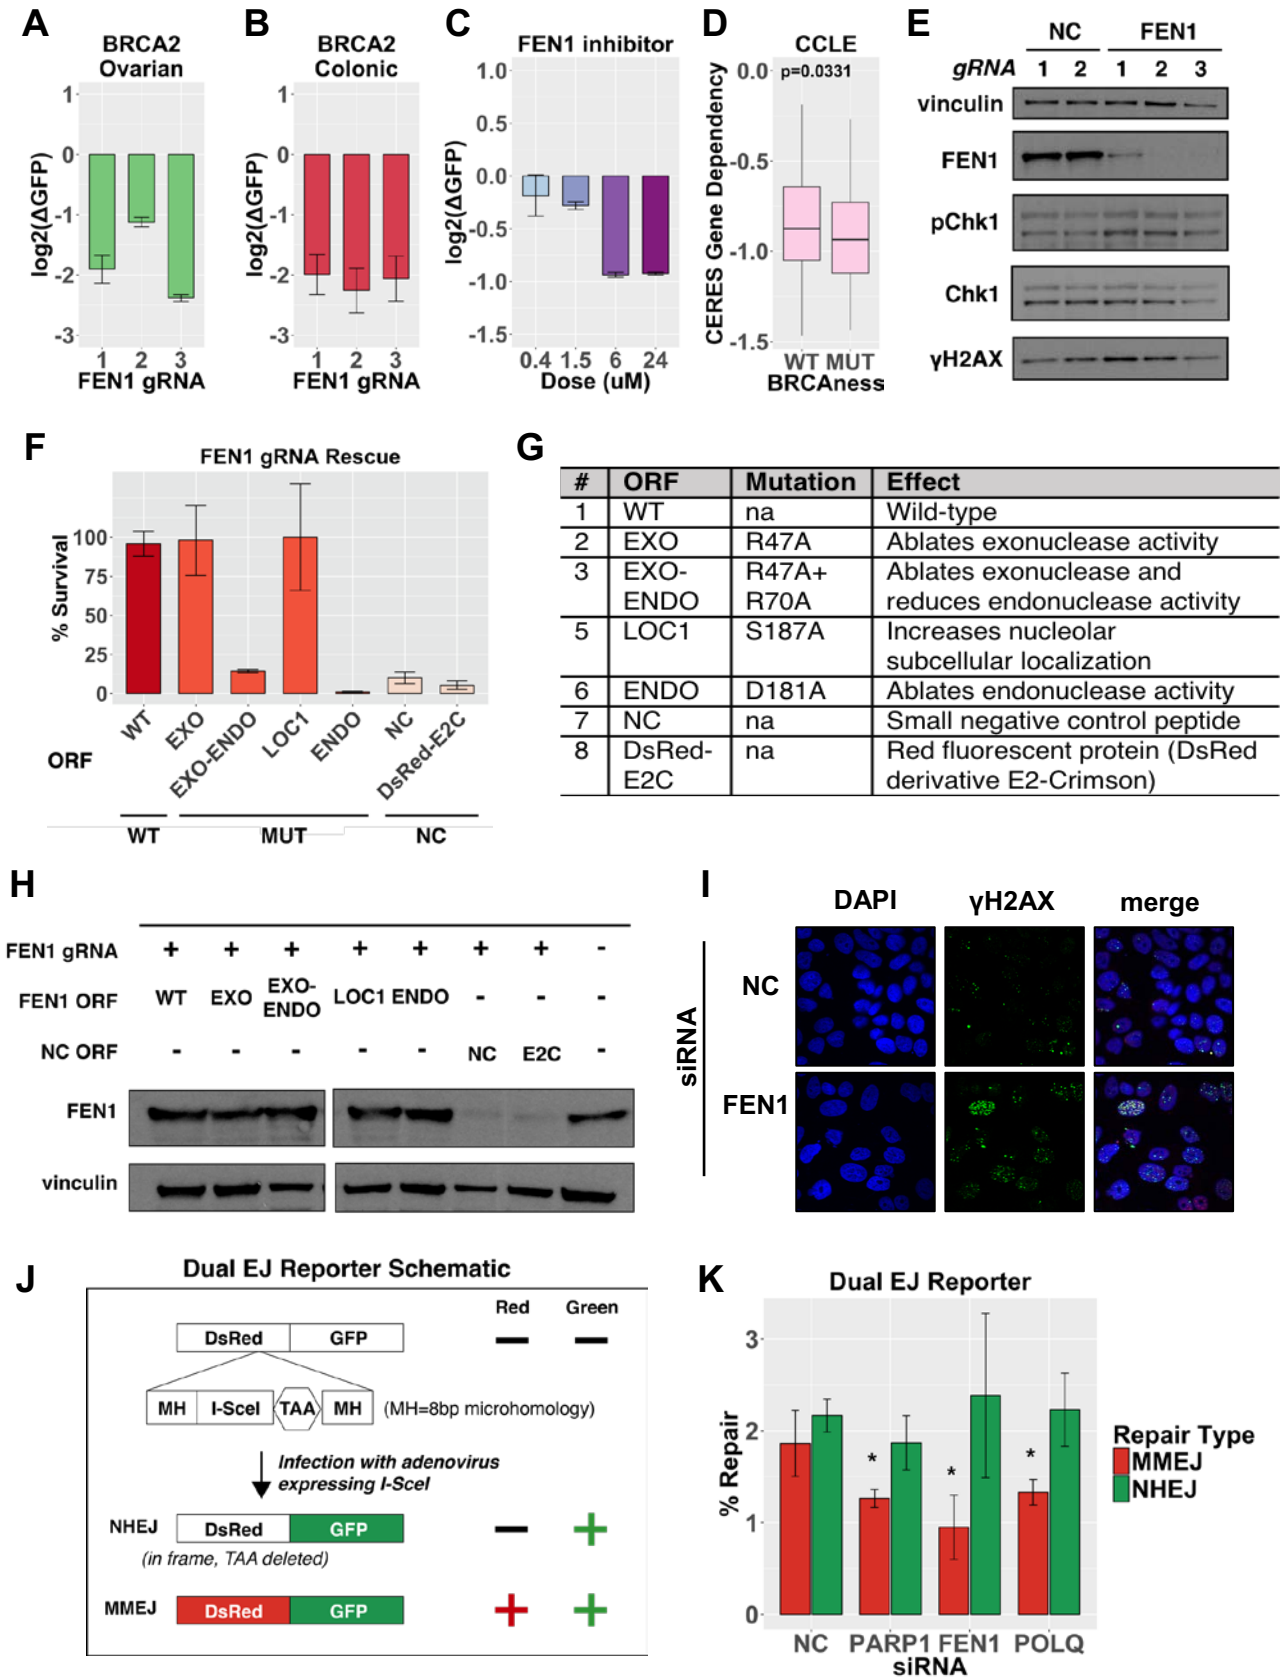 A
BRCA2
Ovarian
log2(ΔGFP)
1
0
-1
-2
-3
1 2 3
FEN1 gRNA
B
BRCA2
Colonic
log2(ΔGFP)
1
0
-1
-2
-3
1 2 3
FEN1 gRNA
C
FEN1 inhibitor
log2(ΔGFP)
1.0
0.5
0.0
-0.5
-1.0
-1.5
0.4 1.5 6 24
Dose (uM)
D
CCLE
p=0.0331
CERES Gene Dependency
0.0
-0.5
-1.0
-1.5
WT MUT
BRCAness
E
NC FEN1
gRNA 1 2 1 2 3
vinculin
FEN1
pChk1
Chk1
γH2AX
F
FEN1 gRNA Rescue
% Survival
100
75
50
25
0
WT EXO EXO-ENDO LOC1 ENDO NC DsRed-E2C
ORF
WT MUT NC
G
# ORF Mutation Effect
1 WT na Wild-type
2 EXO R47A Ablates exonuclease activity
3 EXO- R47A+ Ablates exonuclease and
ENDO R70A reduces endonuclease activity
5 LOC1 S187A Increases nucleolar
subcellular localization
6 ENDO D181A Ablates endonuclease activity
7 NC na Small negative control peptide
8 DsRed- na Red fluorescent protein (DsRed
E2C derivative E2-Crimson)
H
FEN1 gRNA + + + + + + + -
FEN1 ORF WT EXO EXO- LOC1 ENDO - - -
ENDO
NC ORF - - - - - NC E2C -
FEN1
vinculin
I
DAPI γH2AX merge
siRNA
NC
FEN1
J
Dual EJ Reporter Schematic
Red Green
DsRed GFP — —
MH I-SceI TAA MH (MH=8bp microhomology)
Infection with adenovirus
expressing I-SceI
NHEJ DsRed GFP — +
(in frame, TAA deleted)
MMEJ DsRed GFP + +
K
Dual EJ Reporter
% Repair
3
2
1
0
* * *
NC PARP1 FEN1 POLQ
siRNA
Repair Type
MMEJ
NHEJ